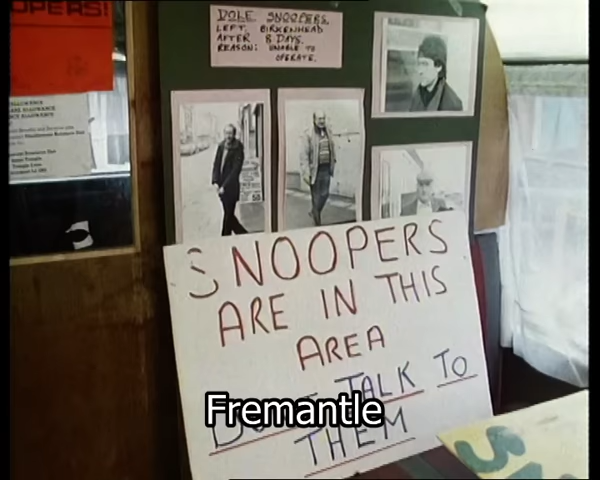 OPERS!
DOLE SNOOPERS.
LEFT. BIRKENHEAD
AFTER 8 DAYS.
REASON: UNABLE TO
OPERATE.
SNOOPERS
ARE IN THIS
AREA
TALK TO
THEM
Fremantle